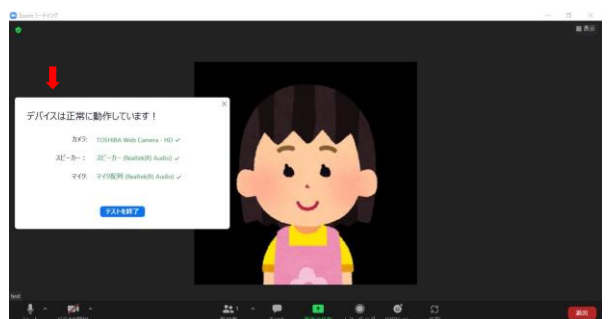 Zoom ミーティング
表示
デバイスは正常に動作しています！
カメラ: TOSHIBA Web Camera - HD ✓
スピーカー： スピーカー (Realtek(R) Audio) ✓
マイク: マイク配列 (Realtek(R) Audio) ✓
テストを終了
test
退出